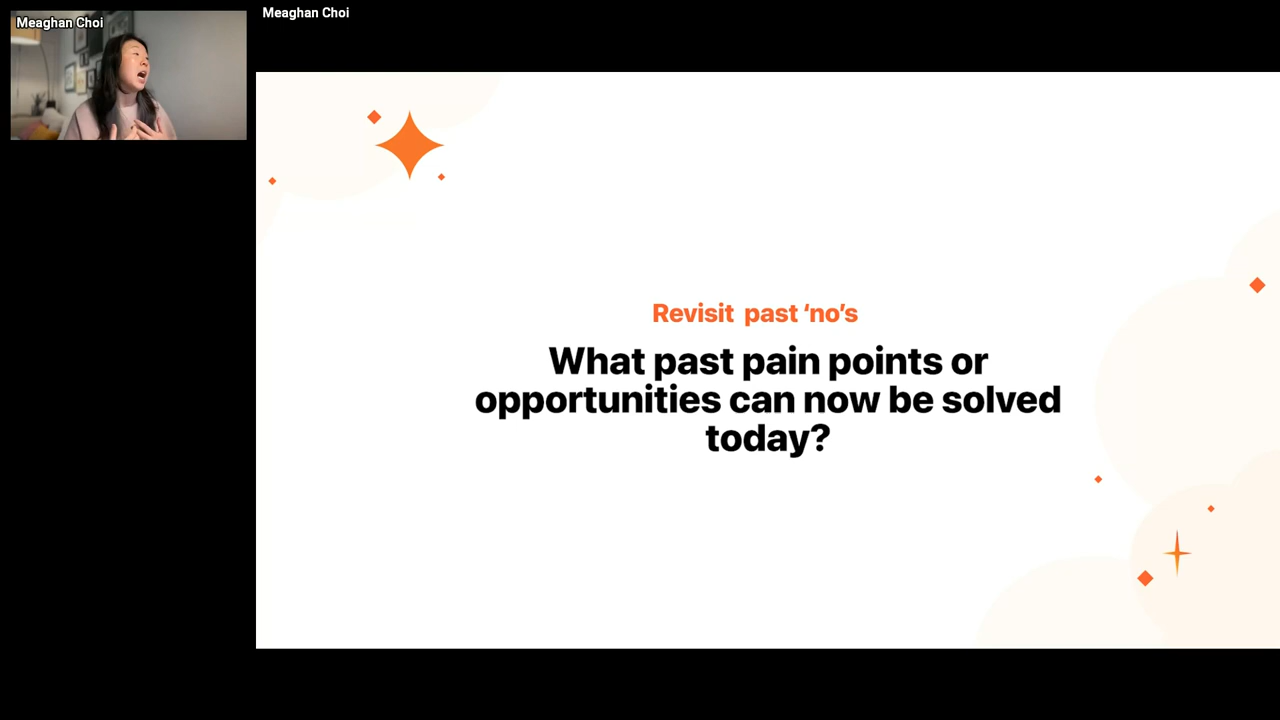 Meaghan Choi
Meaghan Choi
Revisit past ‘no’s
What past pain points or
opportunities can now be solved
today?